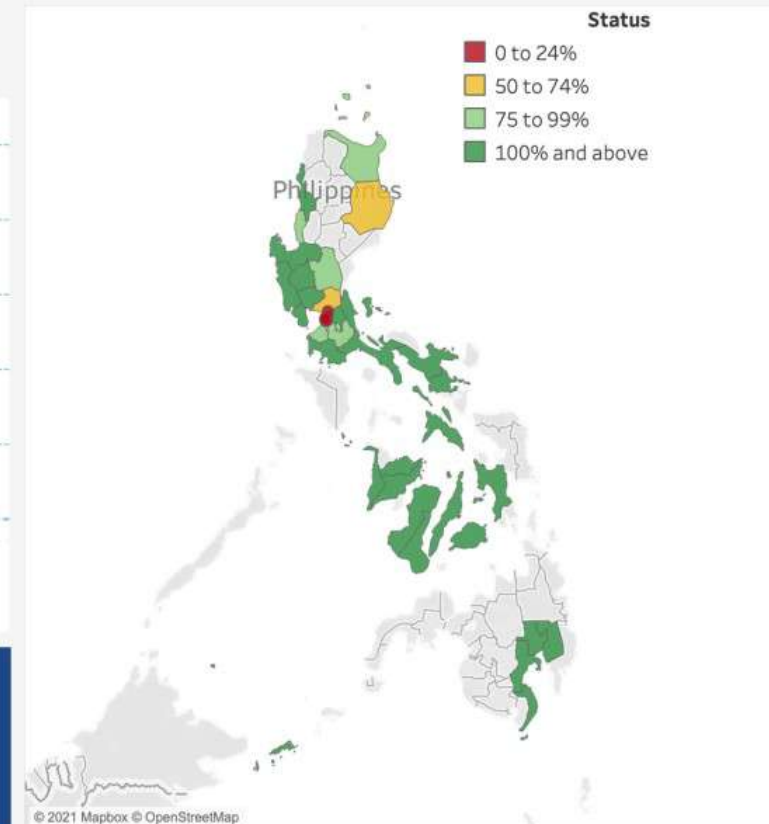 Status
0 to 24%
50 to 74%
75 to 99%
100% and above
Philippines
© 2021 Mapbox © OpenStreetMap